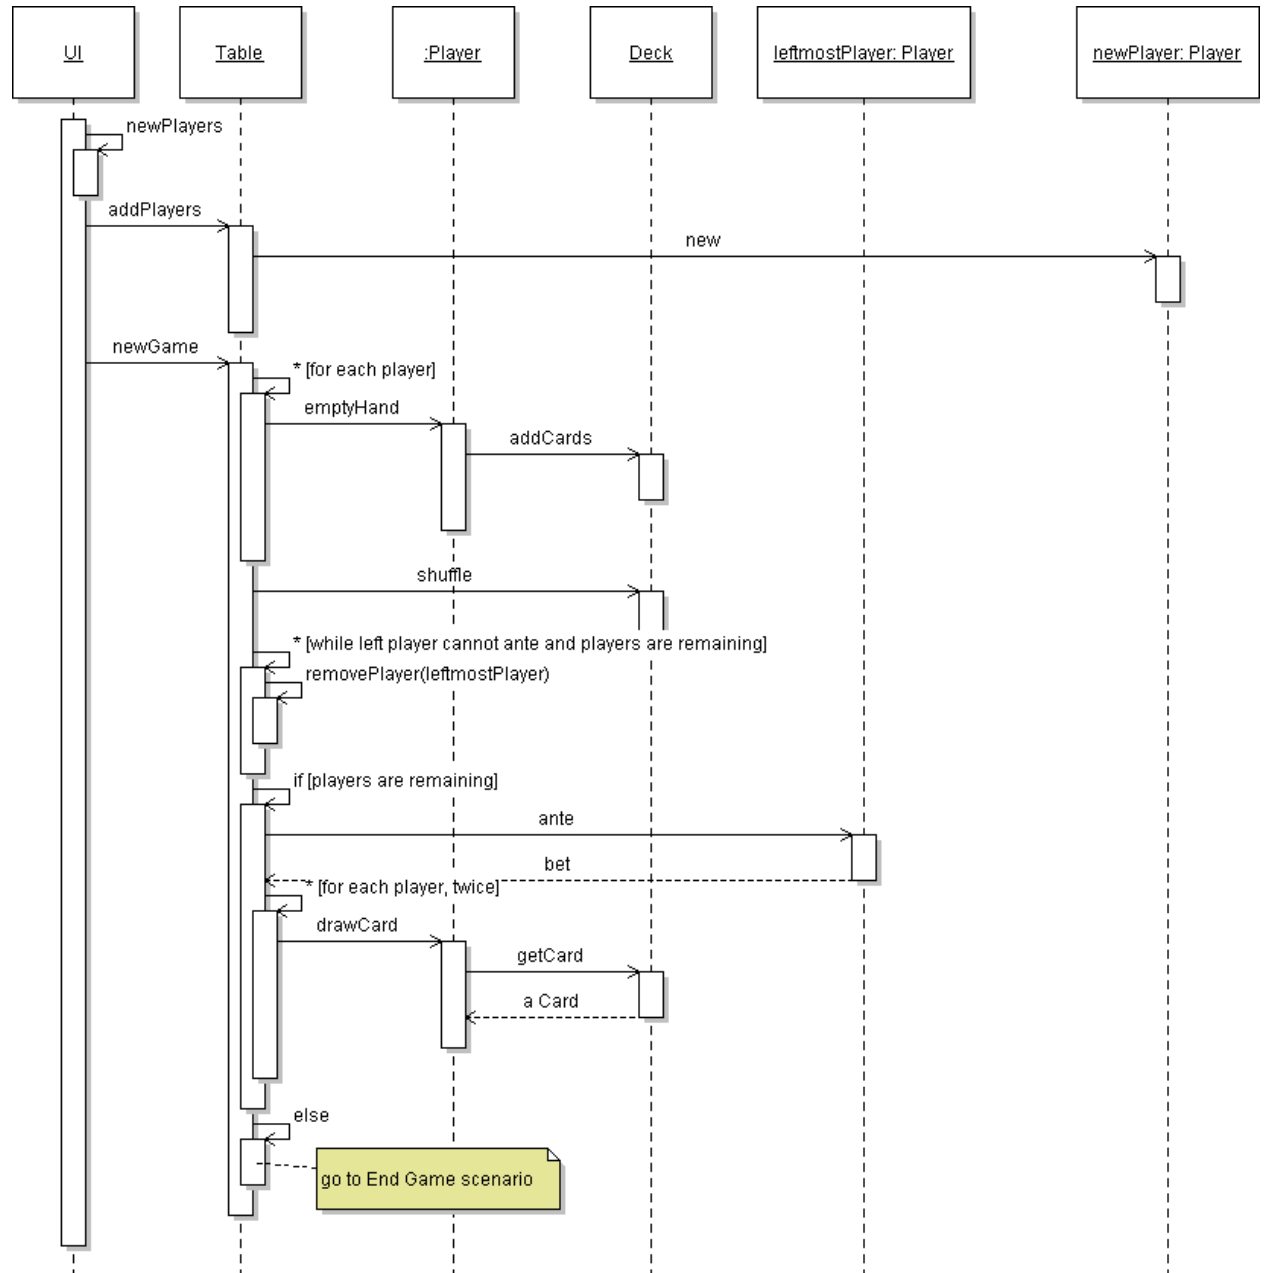 UI
Table
:Player
Deck
leftmostPlayer: Player
newPlayer: Player
newPlayers
addPlayers
new
newGame
* [for each player]
emptyHand
addCards
shuffle
* [while left player cannot ante and players are remaining]
removePlayer(leftmostPlayer)
if [players are remaining]
ante
bet
* [for each player, twice]
drawCard
getCard
a Card
else
go to End Game scenario